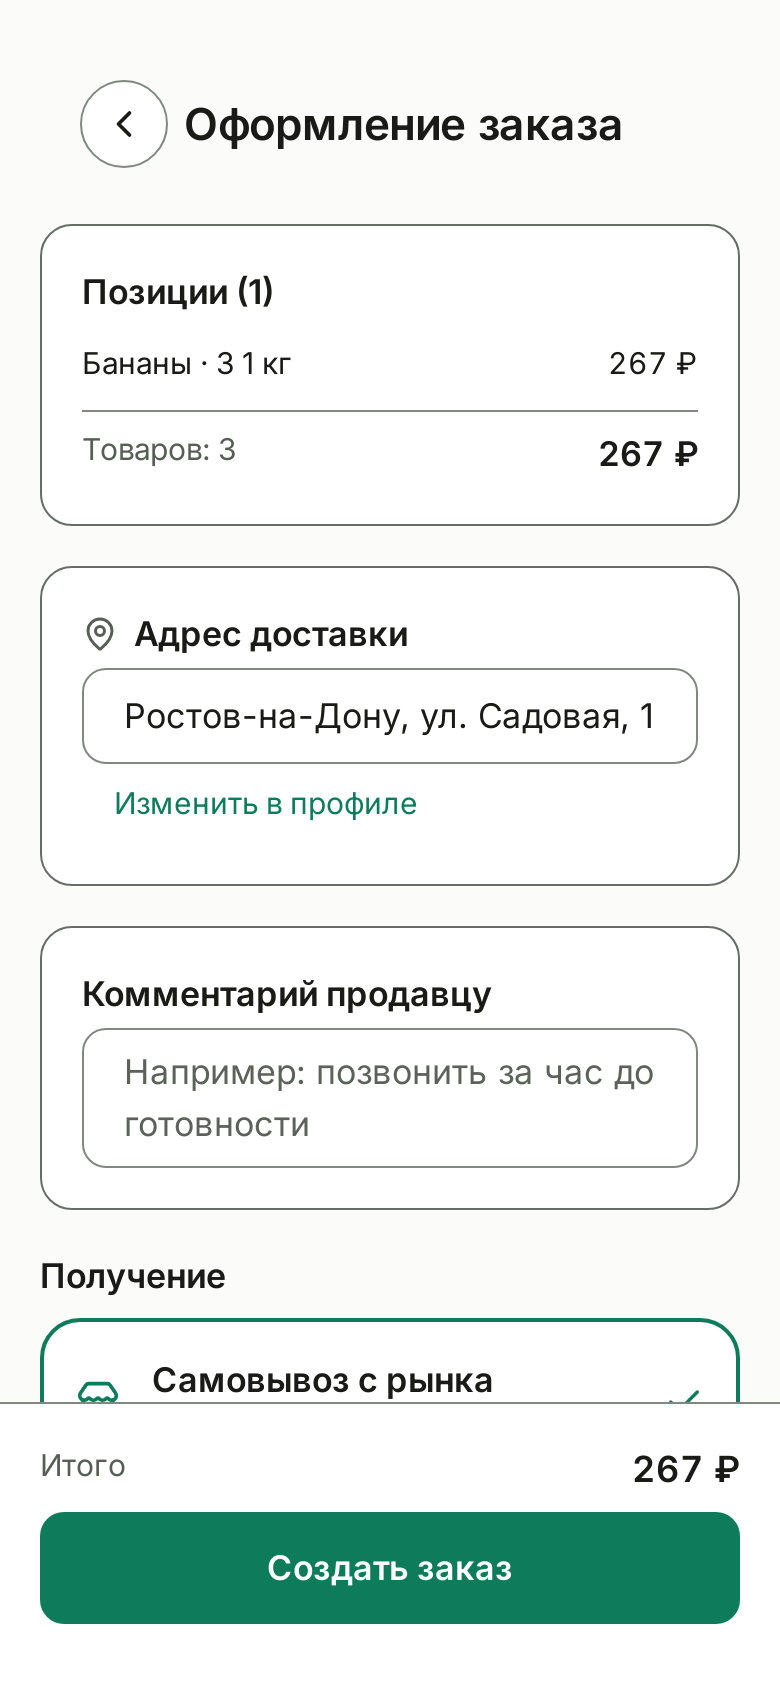 Оформление заказа
Позиции (1)
Бананы · 3 1 кг 267 ₽
Товаров: 3 267 ₽
Адрес доставки
Ростов-на-Дону, ул. Садовая, 1
Изменить в профиле
Комментарий продавцу
Например: позвонить за час до
готовности
Получение
Самовывоз с рынка
Итого 267 ₽
Создать заказ